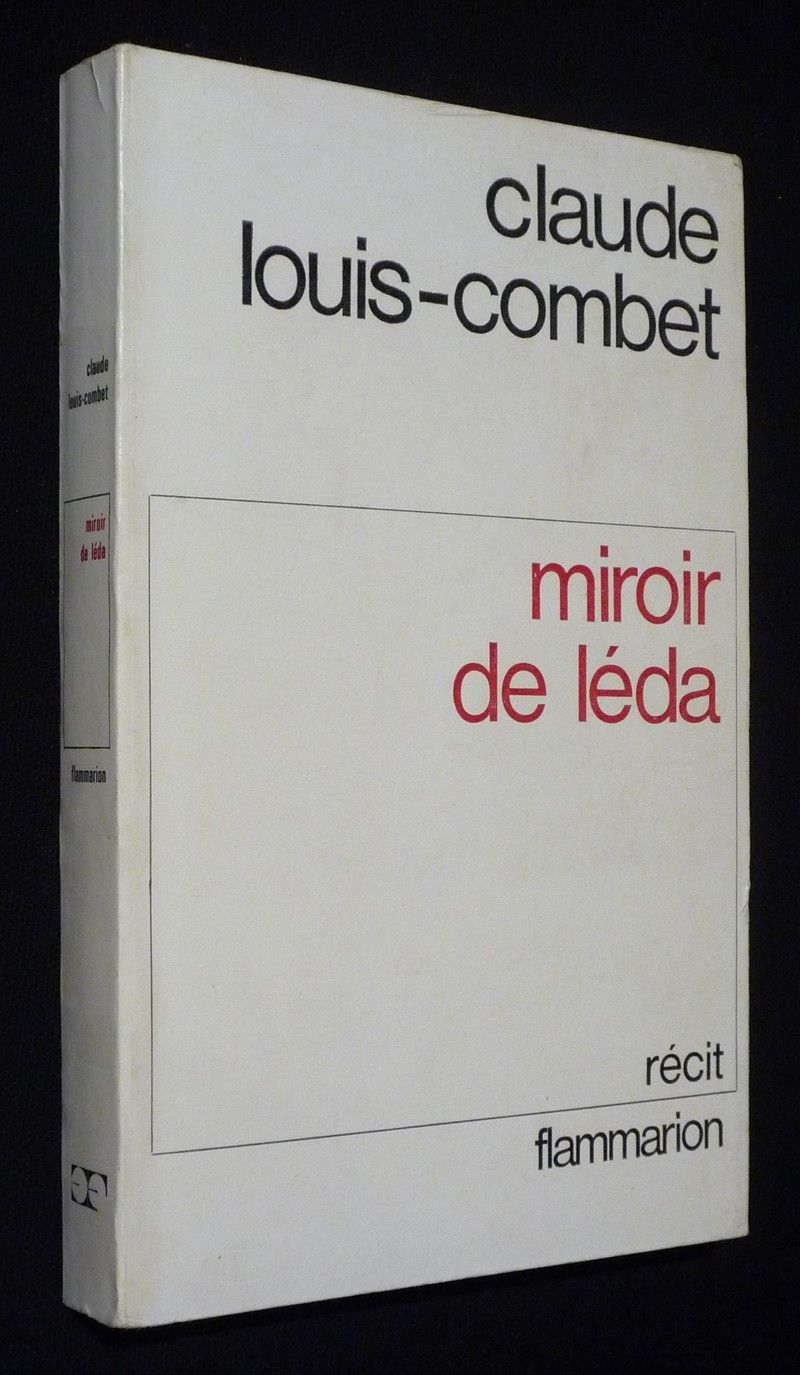 claude
louis-combet
miroir
de léda
récit
flammarion
claude
louis-combet
miroir
de léda
flammarion